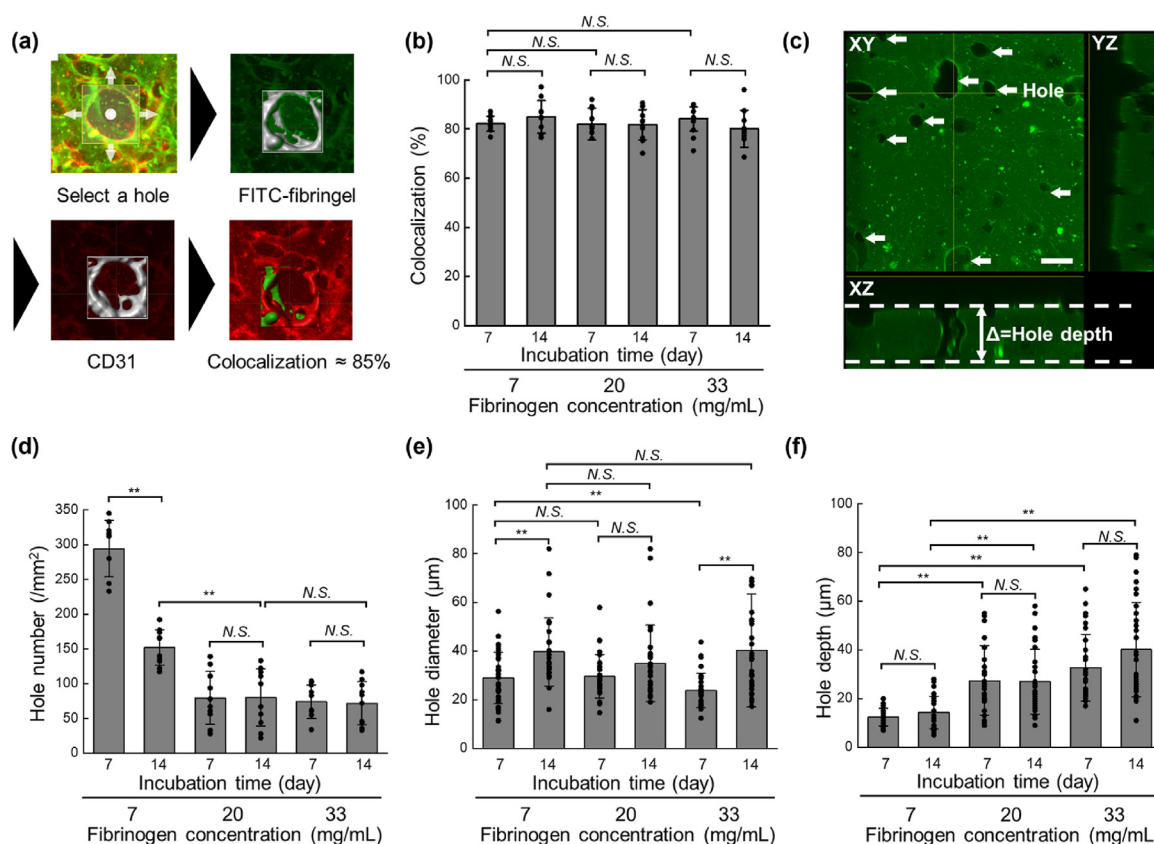 (a)
Select a hole
FITC-fibringel
CD31
Colocalization ≈ 85%
(b)
N.S.
N.S.
N.S. N.S. N.S.
100
80
60
40
20
0
Colocalization (%)
7 14 7 14 7 14
Incubation time (day)
7 20 33
Fibrinogen concentration (mg/mL)
(c)
XY YZ
Hole
XZ
Δ=Hole depth
(d)
**
** N.S.
N.S. N.S.
350
300
250
200
150
100
50
0
Hole number (/mm2)
7 14 7 14 7 14
Incubation time (day)
7 20 33
Fibrinogen concentration (mg/mL)
(e)
N.S.
N.S.
**
N.S.
** N.S. **
100
80
60
40
20
0
Hole diameter (μm)
7 14 7 14 7 14
Incubation time (day)
7 20 33
Fibrinogen concentration (mg/mL)
(f)
**
**
**
**
N.S. N.S. N.S.
100
80
60
40
20
0
Hole depth (μm)
7 14 7 14 7 14
Incubation time (day)
7 20 33
Fibrinogen concentration (mg/mL)